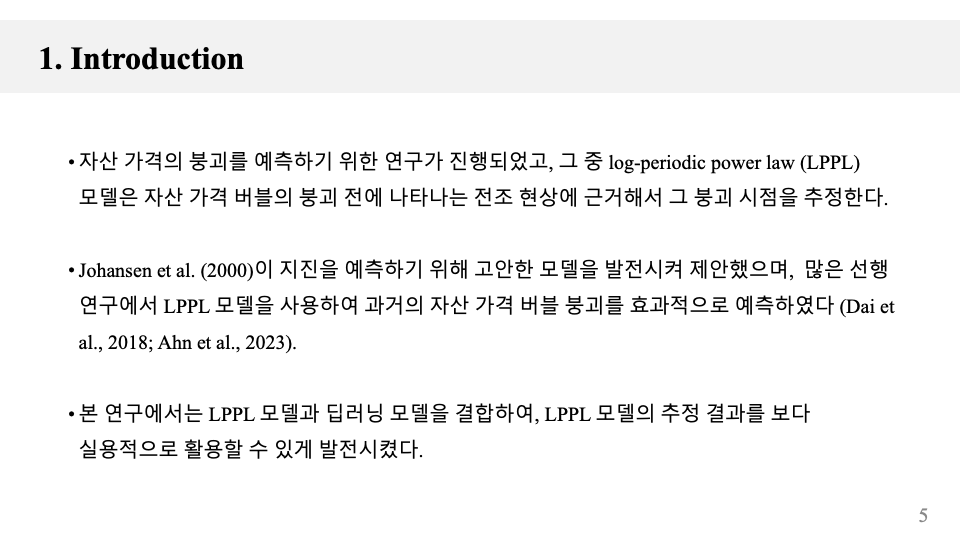 1. Introduction
• 자산 가격의 붕괴를 예측하기 위한 연구가 진행되었고, 그 중 log-periodic power law (LPPL)
모델은 자산 가격 버블의 붕괴 전에 나타나는 전조 현상에 근거해서 그 붕괴 시점을 추정한다.
• Johansen et al. (2000)이 지진을 예측하기 위해 고안한 모델을 발전시켜 제안했으며, 많은 선행
연구에서 LPPL 모델을 사용하여 과거의 자산 가격 버블 붕괴를 효과적으로 예측하였다 (Dai et
al., 2018; Ahn et al., 2023).
• 본 연구에서는 LPPL 모델과 딥러닝 모델을 결합하여, LPPL 모델의 추정 결과를 보다
실용적으로 활용할 수 있게 발전시켰다.
5